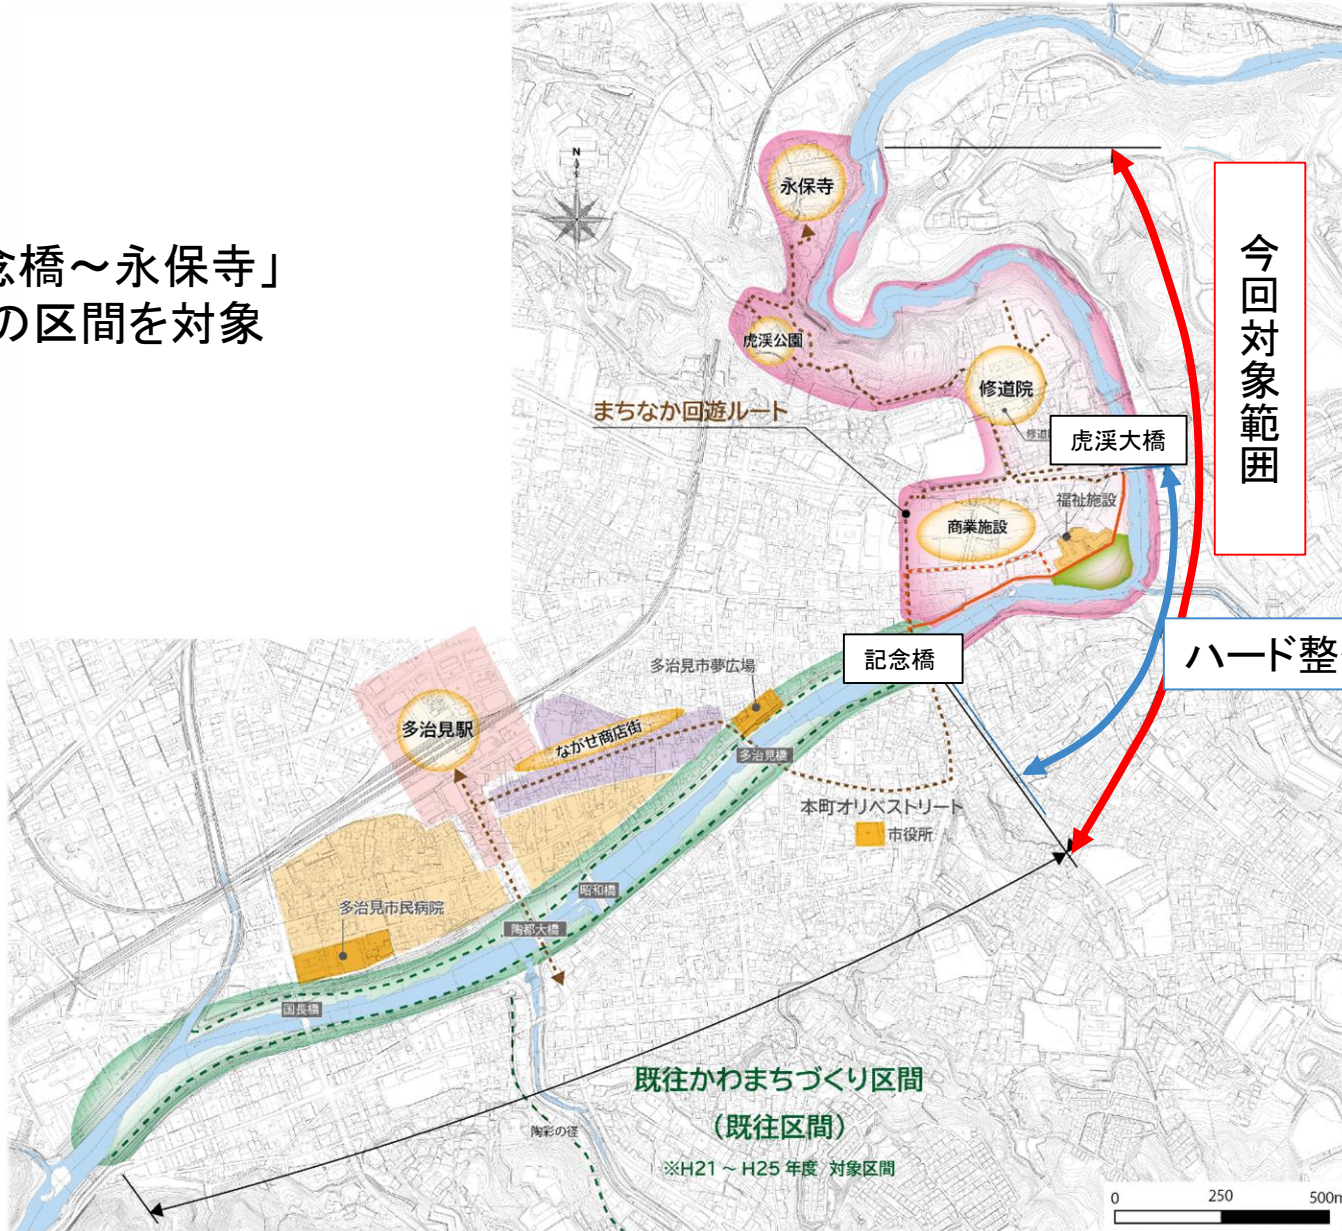 念橋～永保寺」
の区間を対象
N
永保寺
今回対象範囲
虎渓公園
修道院
まちなか回遊ルート
修道
虎渓大橋
福祉施設
商業施設
記念橋
ハード整
多治見市夢広場
多治見駅
ながせ商店街
多治見橋
本町オリベストリート
市役所
昭和橋
陶都大橋
多治見市民病院
国長橋
既往かわまちづくり区間
（既往区間）
陶彩の径
※H21 ～ H25 年度 対象区間
0 250 500m